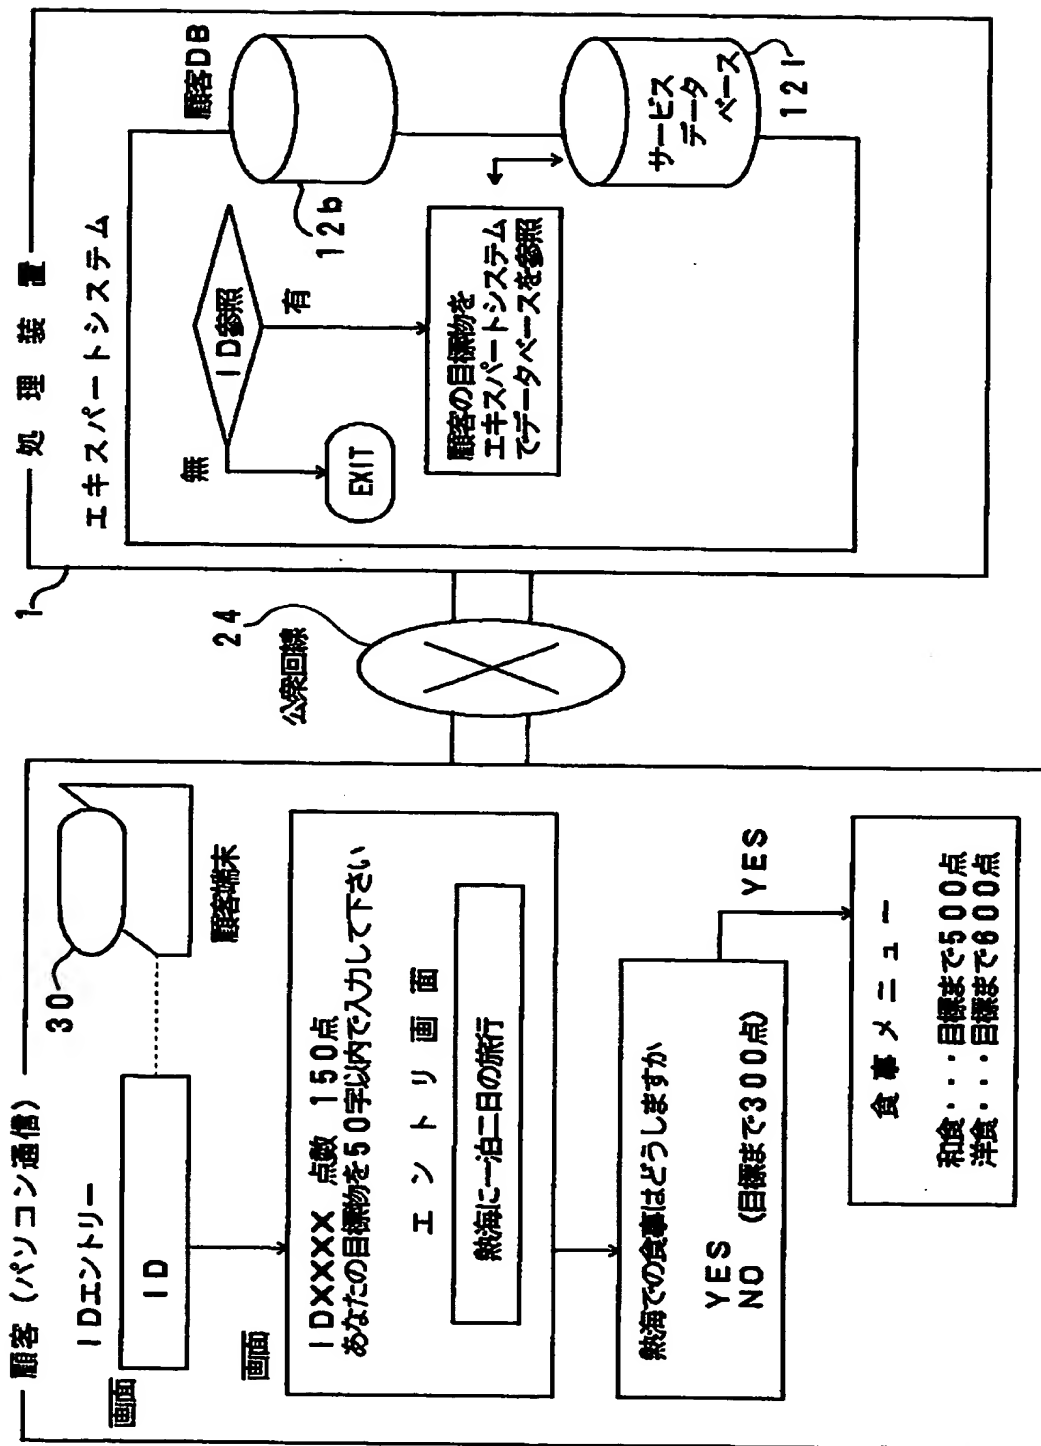 顧客(パソコン通信)
画面
IDエントリー
ID
30
顧客端末
画面
IDXXXX 点数 150点
あなたの目標物を50字以内で入力して下さい
エントリ画面
熱海に一泊二日の旅行
熱海での食事はどうしますか
YES
NO (目標まで300点)
YES
食事メニュー
和食・・・目標まで500点
洋食・・・目標まで600点
24
公衆回線
1
処理装置
エキスパートシステム
無
ID参照
有
EXIT
顧客DB
12b
顧客の目標物を
エキスパートシステム
でデータベースを参照
サービス
データ
ベース
121